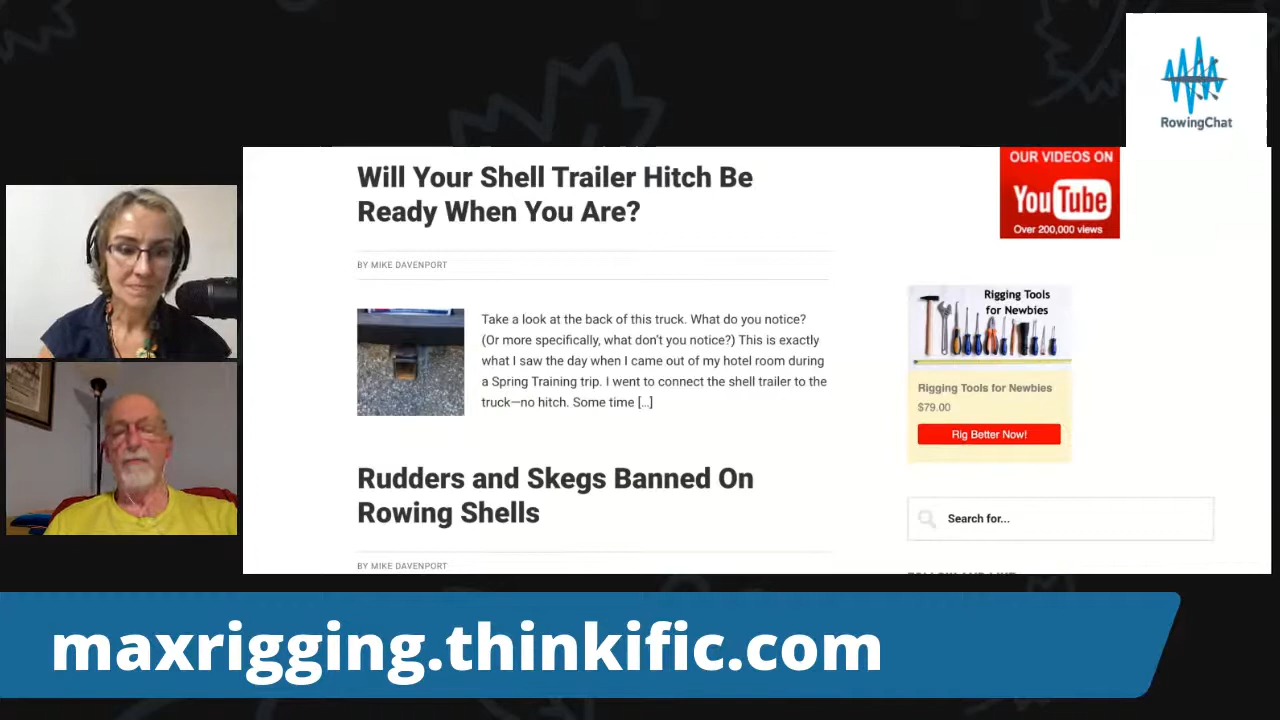 RowingChat
Will Your Shell Trailer Hitch Be
Ready When You Are?
BY MIKE DAVENPORT
Take a look at the back of this truck. What do you notice?
(Or more specifically, what don't you notice?) This is exactly
what I saw the day when I came out of my hotel room during
a Spring Training trip. I went to connect the shell trailer to the
truck—no hitch. Some time [...]
Rudders and Skegs Banned On
Rowing Shells
BY MIKE DAVENPORT
OUR VIDEOS ON
YouTube
Over 200,000 views
Rigging Tools
for Newbies
Rigging Tools for Newbies
$79.00
Rig Better Now!
Search for...
maxrigging.thinkific.com